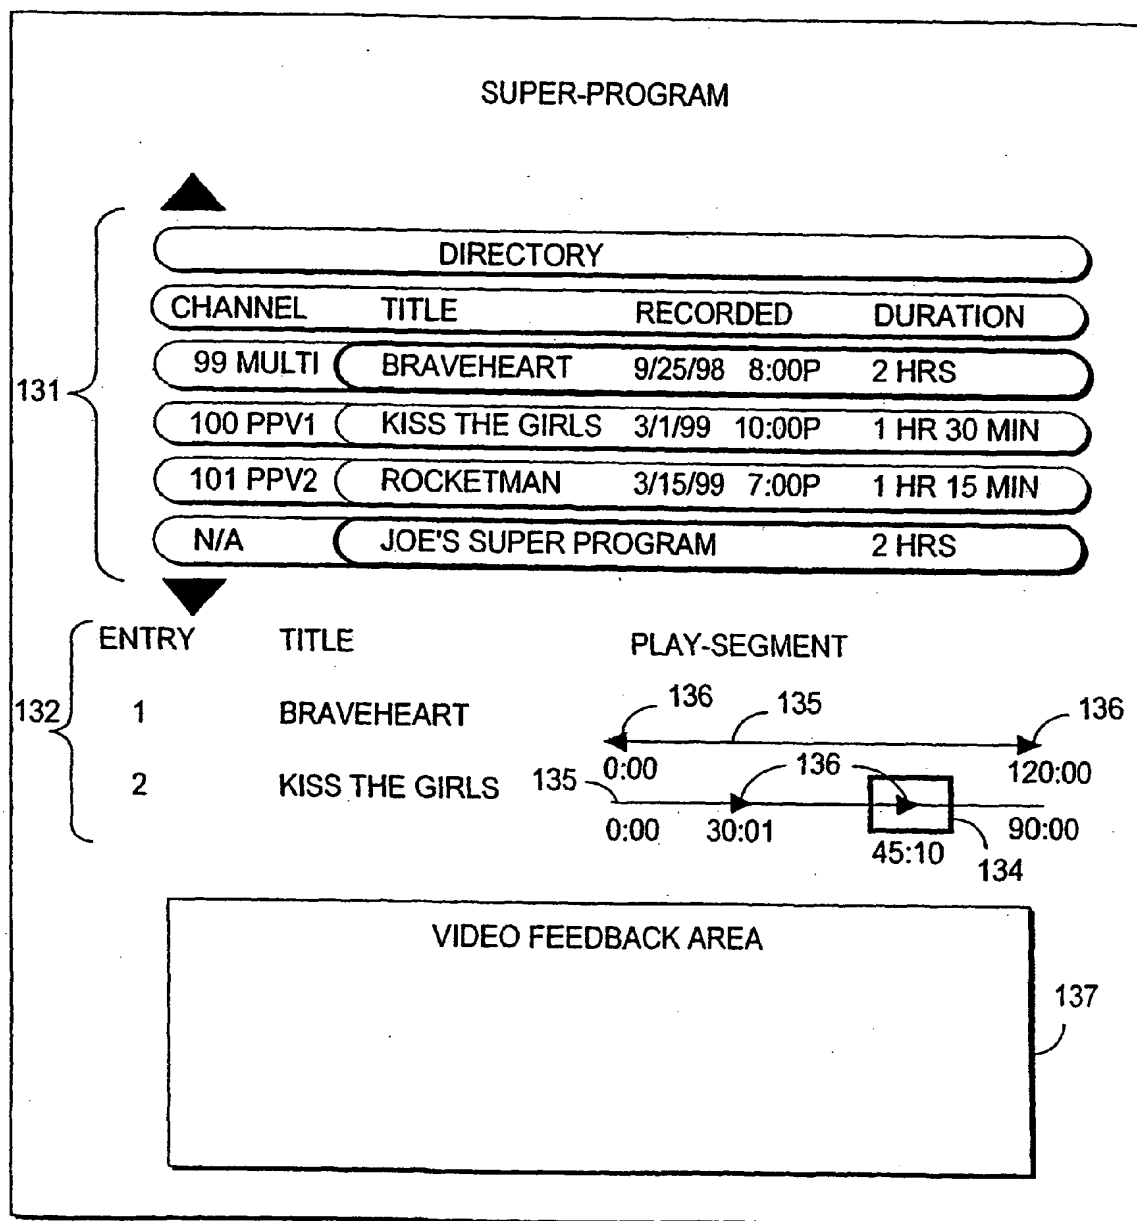 SUPER-PROGRAM
DIRECTORY
CHANNEL TITLE RECORDED DURATION
99 MULTI BRAVEHEART 9/25/98 8:00P 2 HRS
131
100 PPV1 KISS THE GIRLS 3/1/99 10:00P 1 HR 30 MIN
101 PPV2 ROCKETMAN 3/15/99 7:00P 1 HR 15 MIN
N/A JOE'S SUPER PROGRAM 2 HRS
ENTRY TITLE PLAY-SEGMENT
132 1 BRAVEHEART 136 135 136
0:00 120:00
2 KISS THE GIRLS 135 136
0:00 30:01 45:10 90:00
134
VIDEO FEEDBACK AREA
137